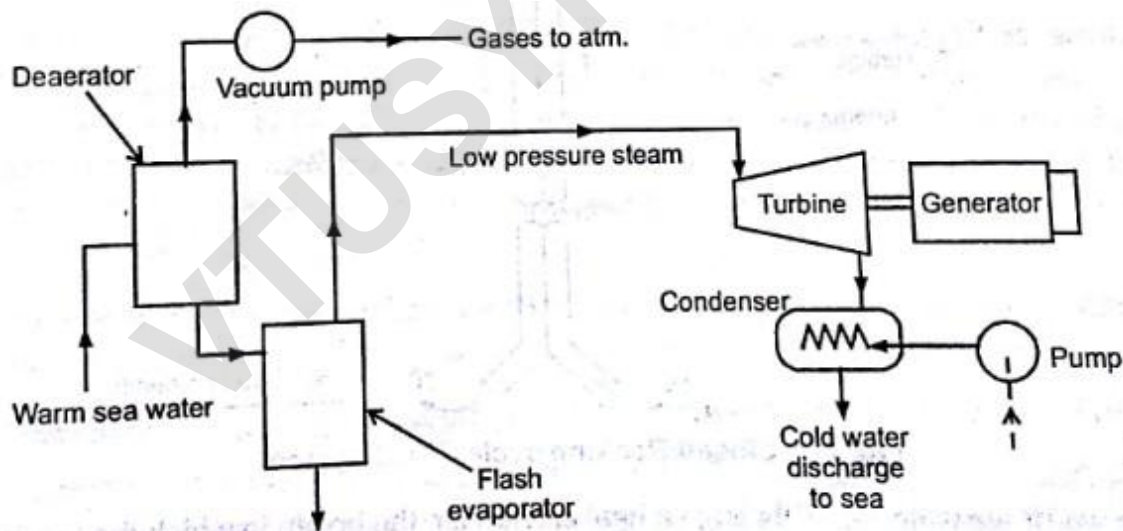 Gases to atm.
Deaerator
Vacuum pump
Low pressure steam
Turbine
Generator
Condenser
Pump
Warm sea water
Flash
evaporator
Cold water
discharge
to sea
VTUSY